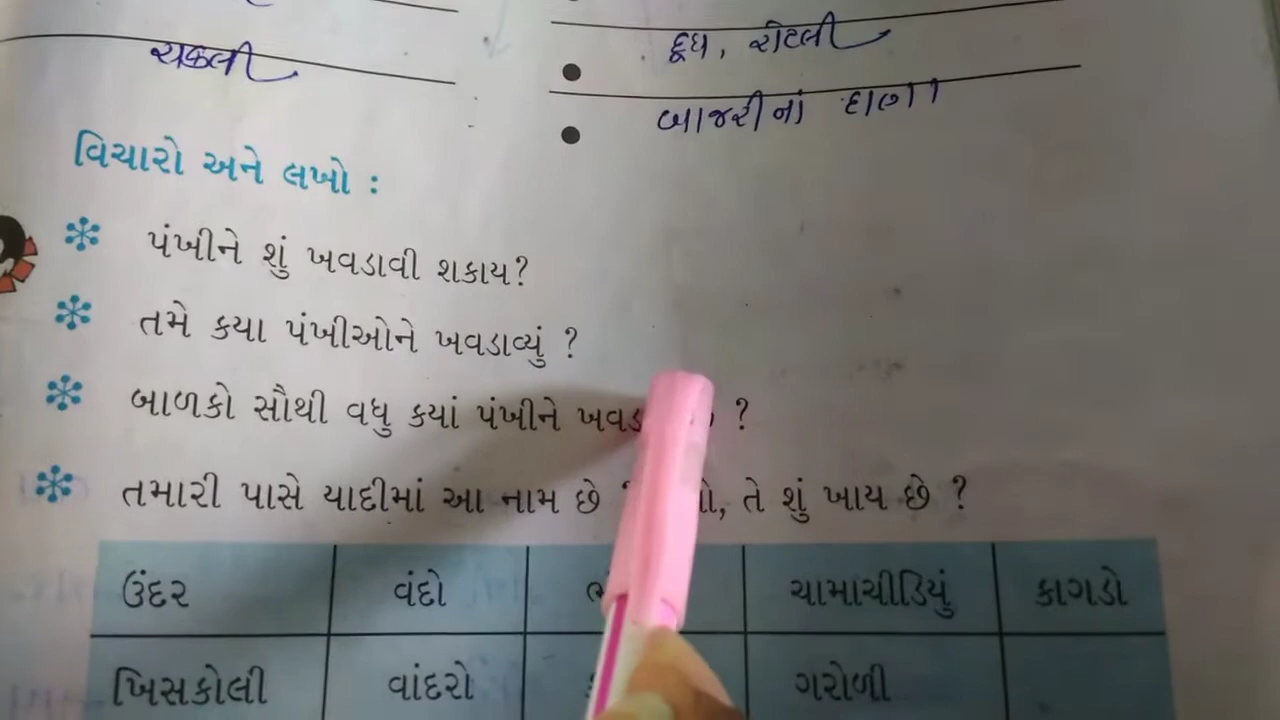 ચકલી
દૂધ, રોટલી
બાજરીનાં દાણા
વિચારો અને લખો :
પંખીને શું ખવડાવી શકાય?
તમે કયા પંખીઓને ખવડાવ્યું ?
બાળકો સૌથી વધુ કયાં પંખીને ?
તમારી પાસે યાદીમાં આ નામ છે તે શું ખાય છે ?
ઉંદર વંદો ચામાચીડિયું કાગડો
ખિસકોલી વાંદરો ગરોળી